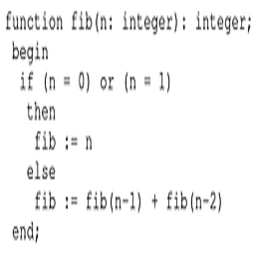 function fib(n: integer): integer;
begin
if (n = 0) or (n = 1)
then
fib := n
else
fib := fib(n-1) + fib(n-2)
end;